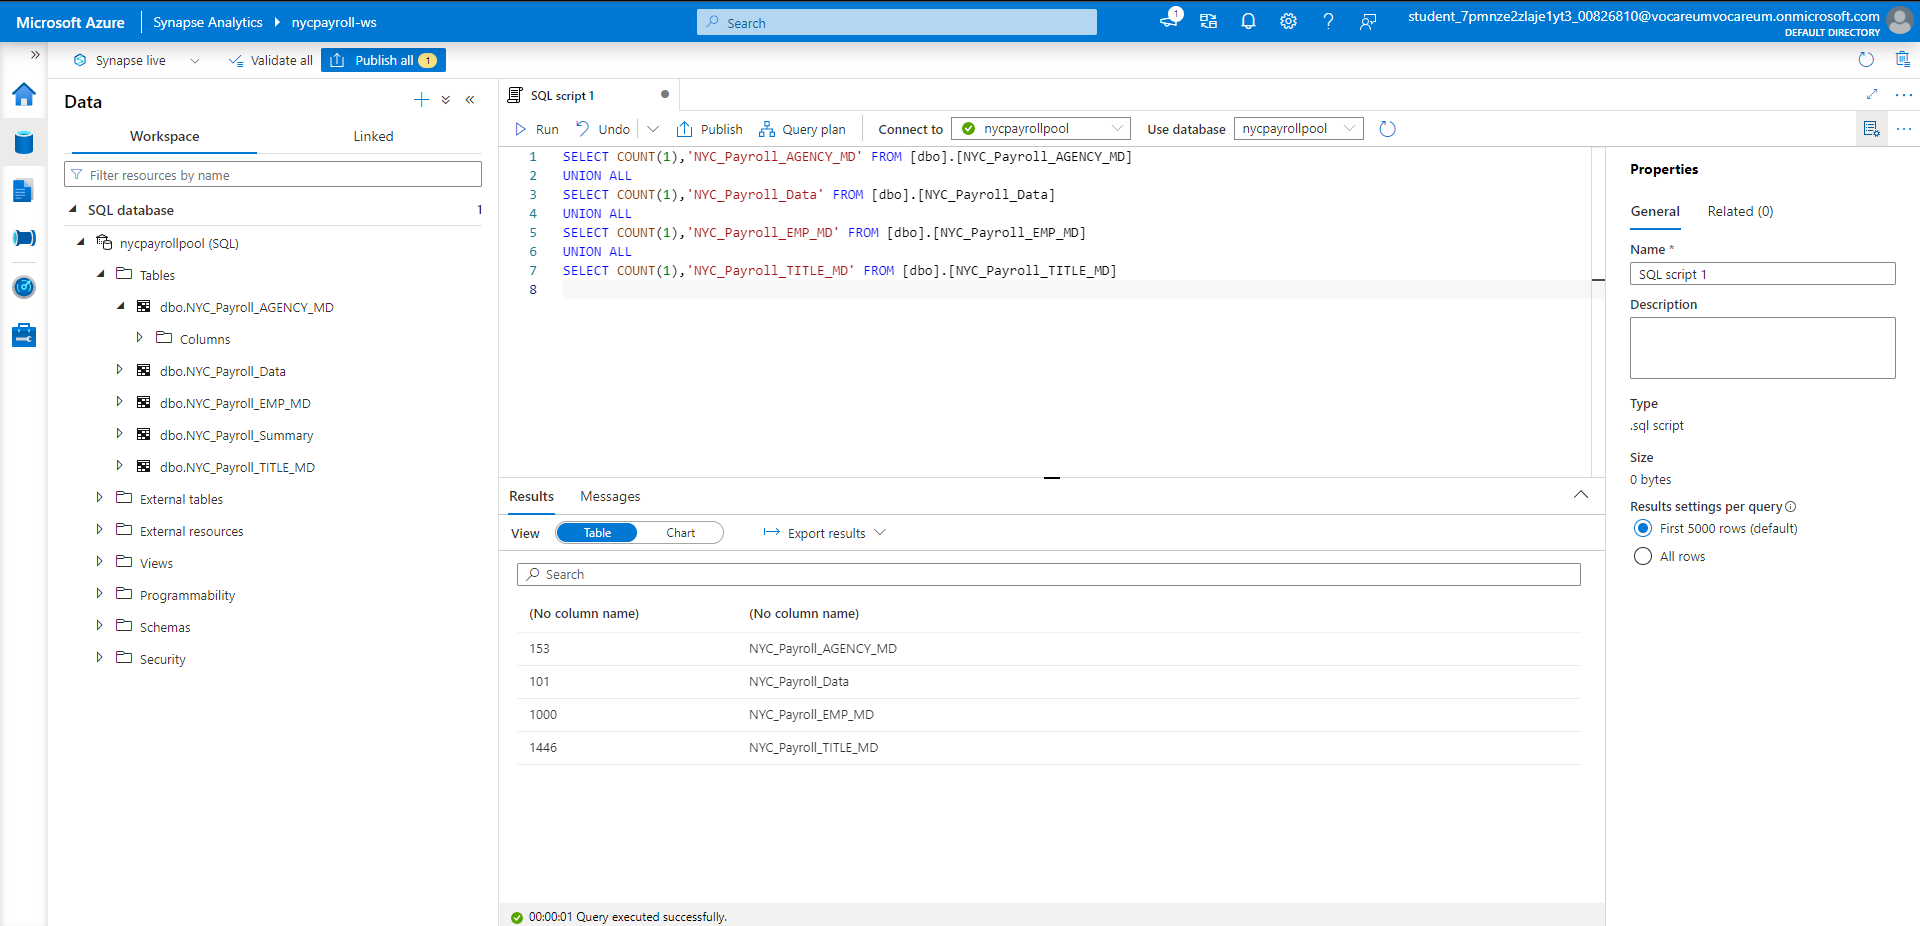 Microsoft Azure
Synapse Analytics
nycpayroll-ws
Search
1
student_7pmnze2zlaje1yt3_00826810@vocareumvocareum.onmicrosoft.com
DEFAULT DIRECTORY
Synapse live
Validate all
Publish all 1
Data
Workspace
Linked
Filter resources by name
SQL database 1
nycpayrollpool (SQL)
Tables
dbo.NYC_Payroll_AGENCY_MD
Columns
dbo.NYC_Payroll_Data
dbo.NYC_Payroll_EMP_MD
dbo.NYC_Payroll_Summary
dbo.NYC_Payroll_TITLE_MD
External tables
External resources
Views
Programmability
Schemas
Security
SQL script 1
Run
Undo
Publish
Query plan
Connect to
nycpayrollpool
Use database
nycpayrollpool
1 SELECT COUNT(1),'NYC_Payroll_AGENCY_MD' FROM [dbo].[NYC_Payroll_AGENCY_MD]
2 UNION ALL
3 SELECT COUNT(1),'NYC_Payroll_Data' FROM [dbo].[NYC_Payroll_Data]
4 UNION ALL
5 SELECT COUNT(1),'NYC_Payroll_EMP_MD' FROM [dbo].[NYC_Payroll_EMP_MD]
6 UNION ALL
7 SELECT COUNT(1),'NYC_Payroll_TITLE_MD' FROM [dbo].[NYC_Payroll_TITLE_MD]
8
Results
Messages
View
Table
Chart
Export results
Search
(No column name) (No column name)
153 NYC_Payroll_AGENCY_MD
101 NYC_Payroll_Data
1000 NYC_Payroll_EMP_MD
1446 NYC_Payroll_TITLE_MD
00:00:01 Query executed successfully.
Properties
General
Related (0)
Name *
SQL script 1
Description
Type
.sql script
Size
0 bytes
Results settings per query
First 5000 rows (default)
All rows